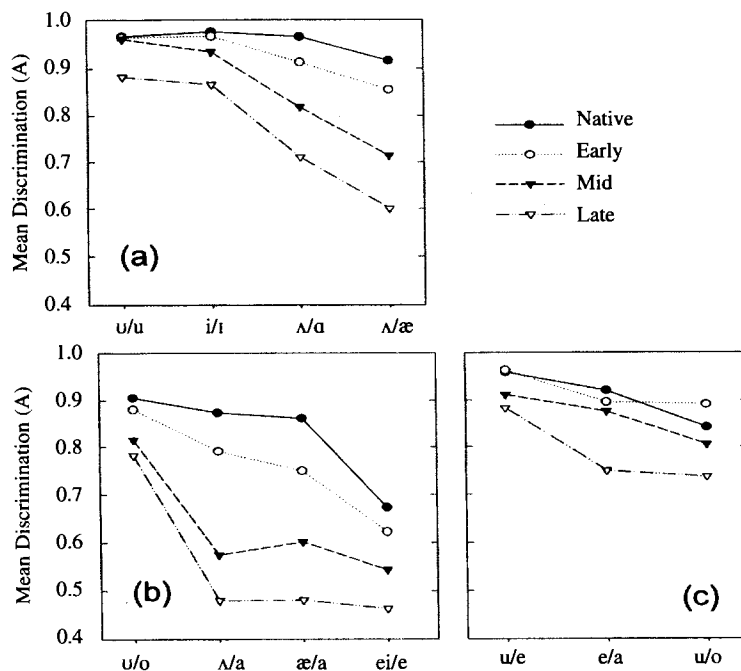 Mean Discrimination (A)
1.0
0.9
0.8
0.7
0.6
0.5
0.4
(a)
ʊ/u i/ɪ ʌ/ɑ ʌ/æ
Native
Early
Mid
Late
Mean Discrimination (A)
1.0
0.9
0.8
0.7
0.6
0.5
0.4
(b)
ʊ/o ʌ/a æ/a ei/e
(c)
u/e e/a u/o